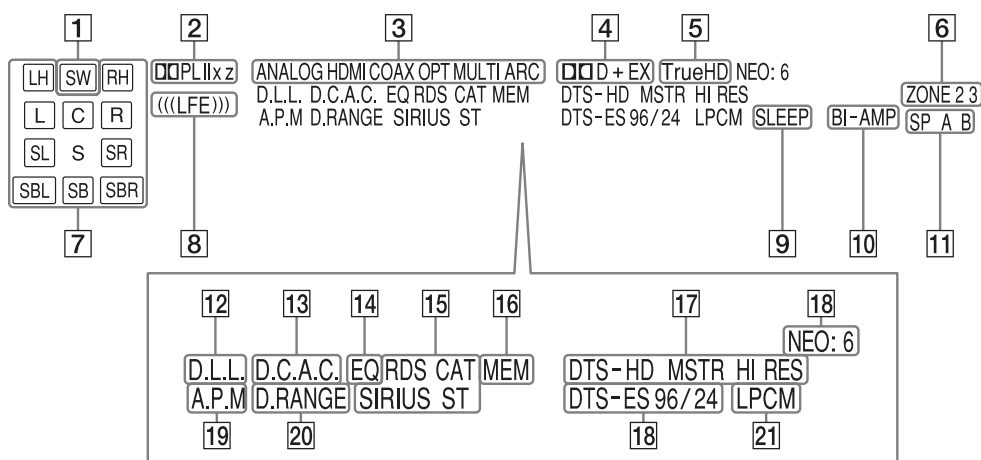 1 2 3 4 5 6
LH SW RH
L C R
SL S SR
SBL SB SBR
PLIIx z
(((LFE)))
ANALOG HDMI COAX OPT MULTI ARC
D.L.L. D.C.A.C. EQ RDS CAT MEM
A.P.M D.RANGE SIRIUS ST
D + EX TrueHD NEO: 6
DTS-HD MSTR HI RES
DTS-ES 96/24 LPCM SLEEP
BI-AMP
ZONE 2 3
SP A B
7 8 9 10 11
12 13 14 15 16 17 18
NEO: 6
D.L.L. D.C.A.C. EQ RDS CAT MEM DTS-HD MSTR HI RES
A.P.M D.RANGE SIRIUS ST DTS-ES 96/24 LPCM
19 20 18 21